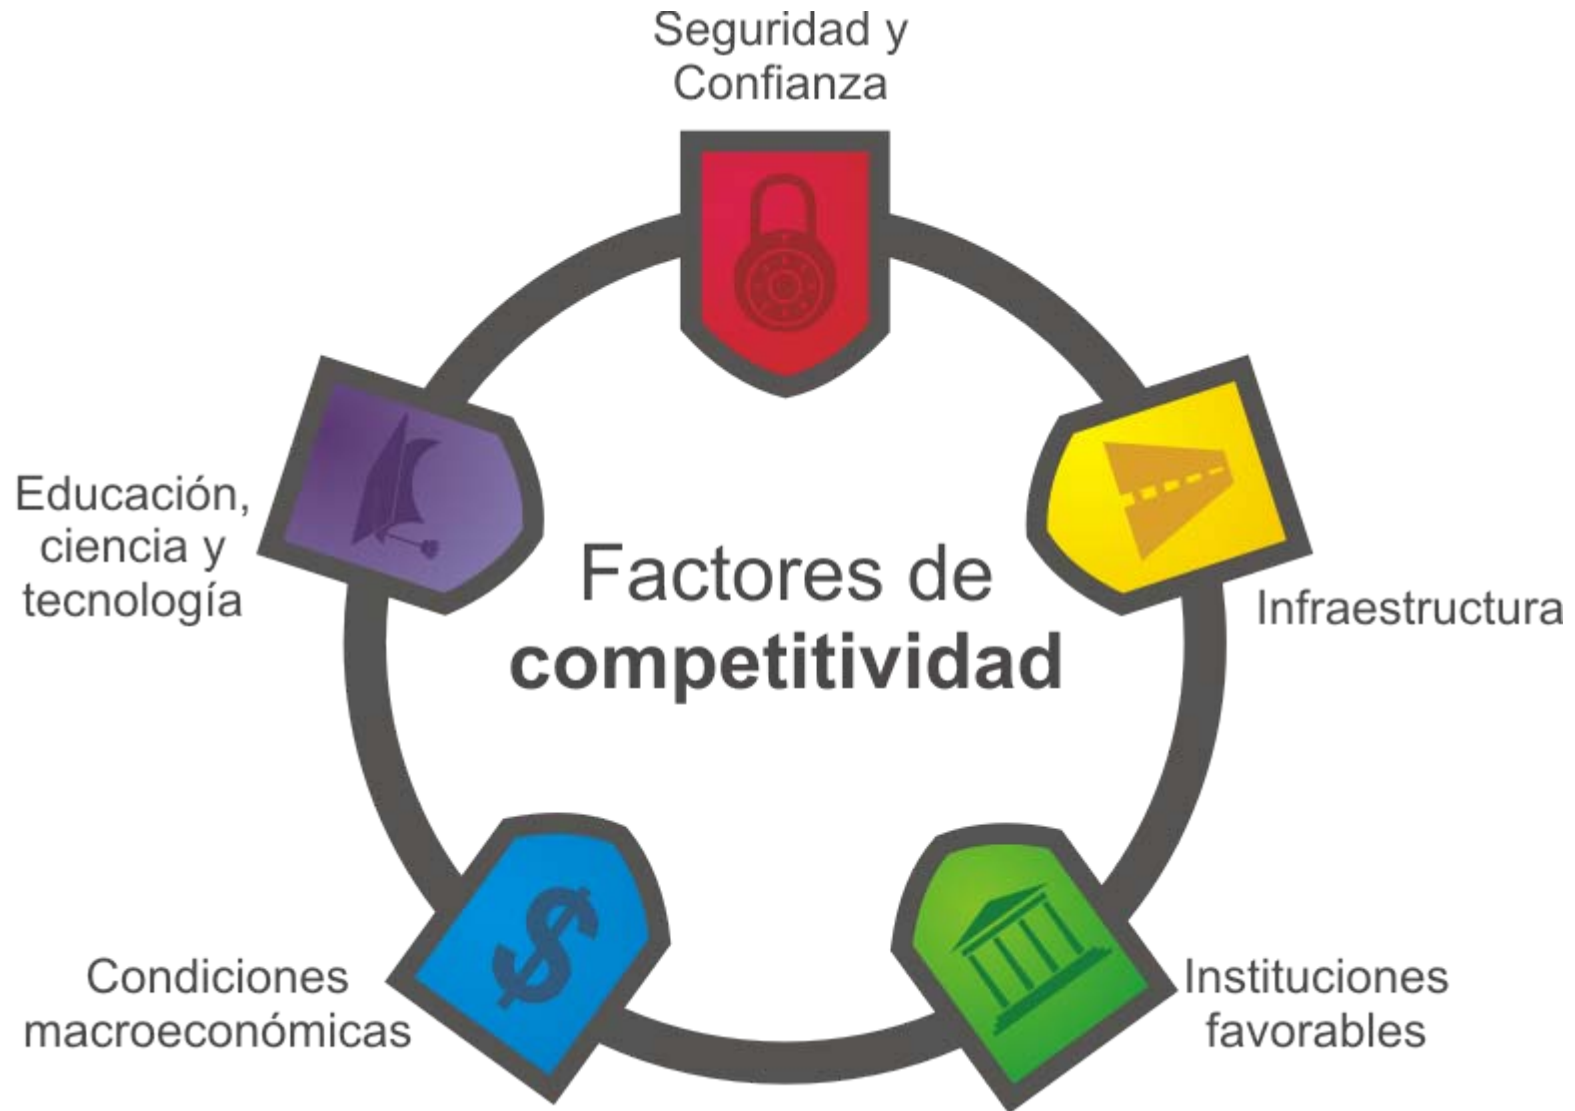 Seguridad y
Confianza
Educación,
ciencia y
tecnología
Factores de
competitividad
Infraestructura
Condiciones
macroeconómicas
Instituciones
favorables